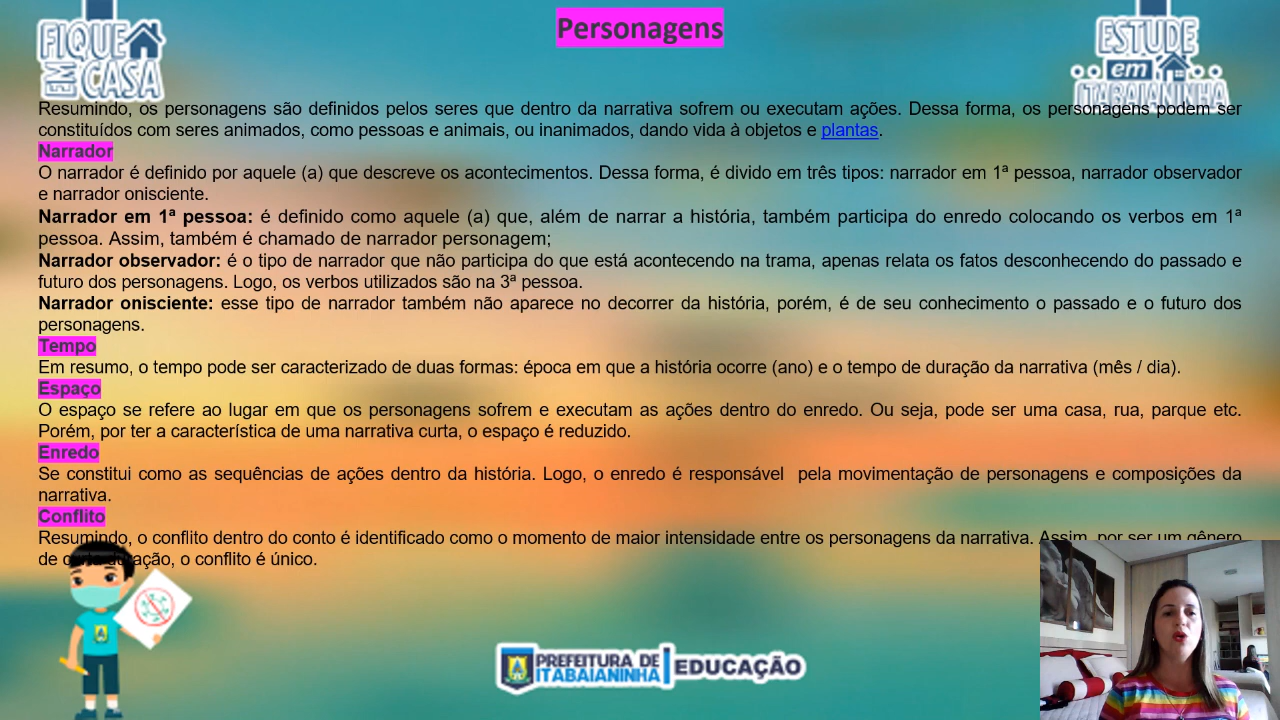 Personagens
FIQUE EM CASA
ESTUDE em ITABAIANINHA
Resumindo, os personagens são definidos pelos seres que dentro da narrativa sofrem ou executam ações. Dessa forma, os personagens podem ser
constituídos com seres animados, como pessoas e animais, ou inanimados, dando vida à objetos e plantas.
Narrador
O narrador é definido por aquele (a) que descreve os acontecimentos. Dessa forma, é divido em três tipos: narrador em 1ª pessoa, narrador observador
e narrador onisciente.
Narrador em 1ª pessoa: é definido como aquele (a) que, além de narrar a história, também participa do enredo colocando os verbos em 1ª
pessoa. Assim, também é chamado de narrador personagem;
Narrador observador: é o tipo de narrador que não participa do que está acontecendo na trama, apenas relata os fatos desconhecendo do passado e
futuro dos personagens. Logo, os verbos utilizados são na 3ª pessoa.
Narrador onisciente: esse tipo de narrador também não aparece no decorrer da história, porém, é de seu conhecimento o passado e o futuro dos
personagens.
Tempo
Em resumo, o tempo pode ser caracterizado de duas formas: época em que a história ocorre (ano) e o tempo de duração da narrativa (mês / dia).
Espaço
O espaço se refere ao lugar em que os personagens sofrem e executam as ações dentro do enredo. Ou seja, pode ser uma casa, rua, parque etc.
Porém, por ter a característica de uma narrativa curta, o espaço é reduzido.
Enredo
Se constitui como as sequências de ações dentro da história. Logo, o enredo é responsável pela movimentação de personagens e composições da
narrativa.
Conflito
Resumindo, o conflito dentro do conto é identificado como o momento de maior intensidade entre os personagens da narrativa. Assim, por ser um gênero
de curta duração, o conflito é único.
PREFEITURA DE ITABAIANINHA
EDUCAÇÃO